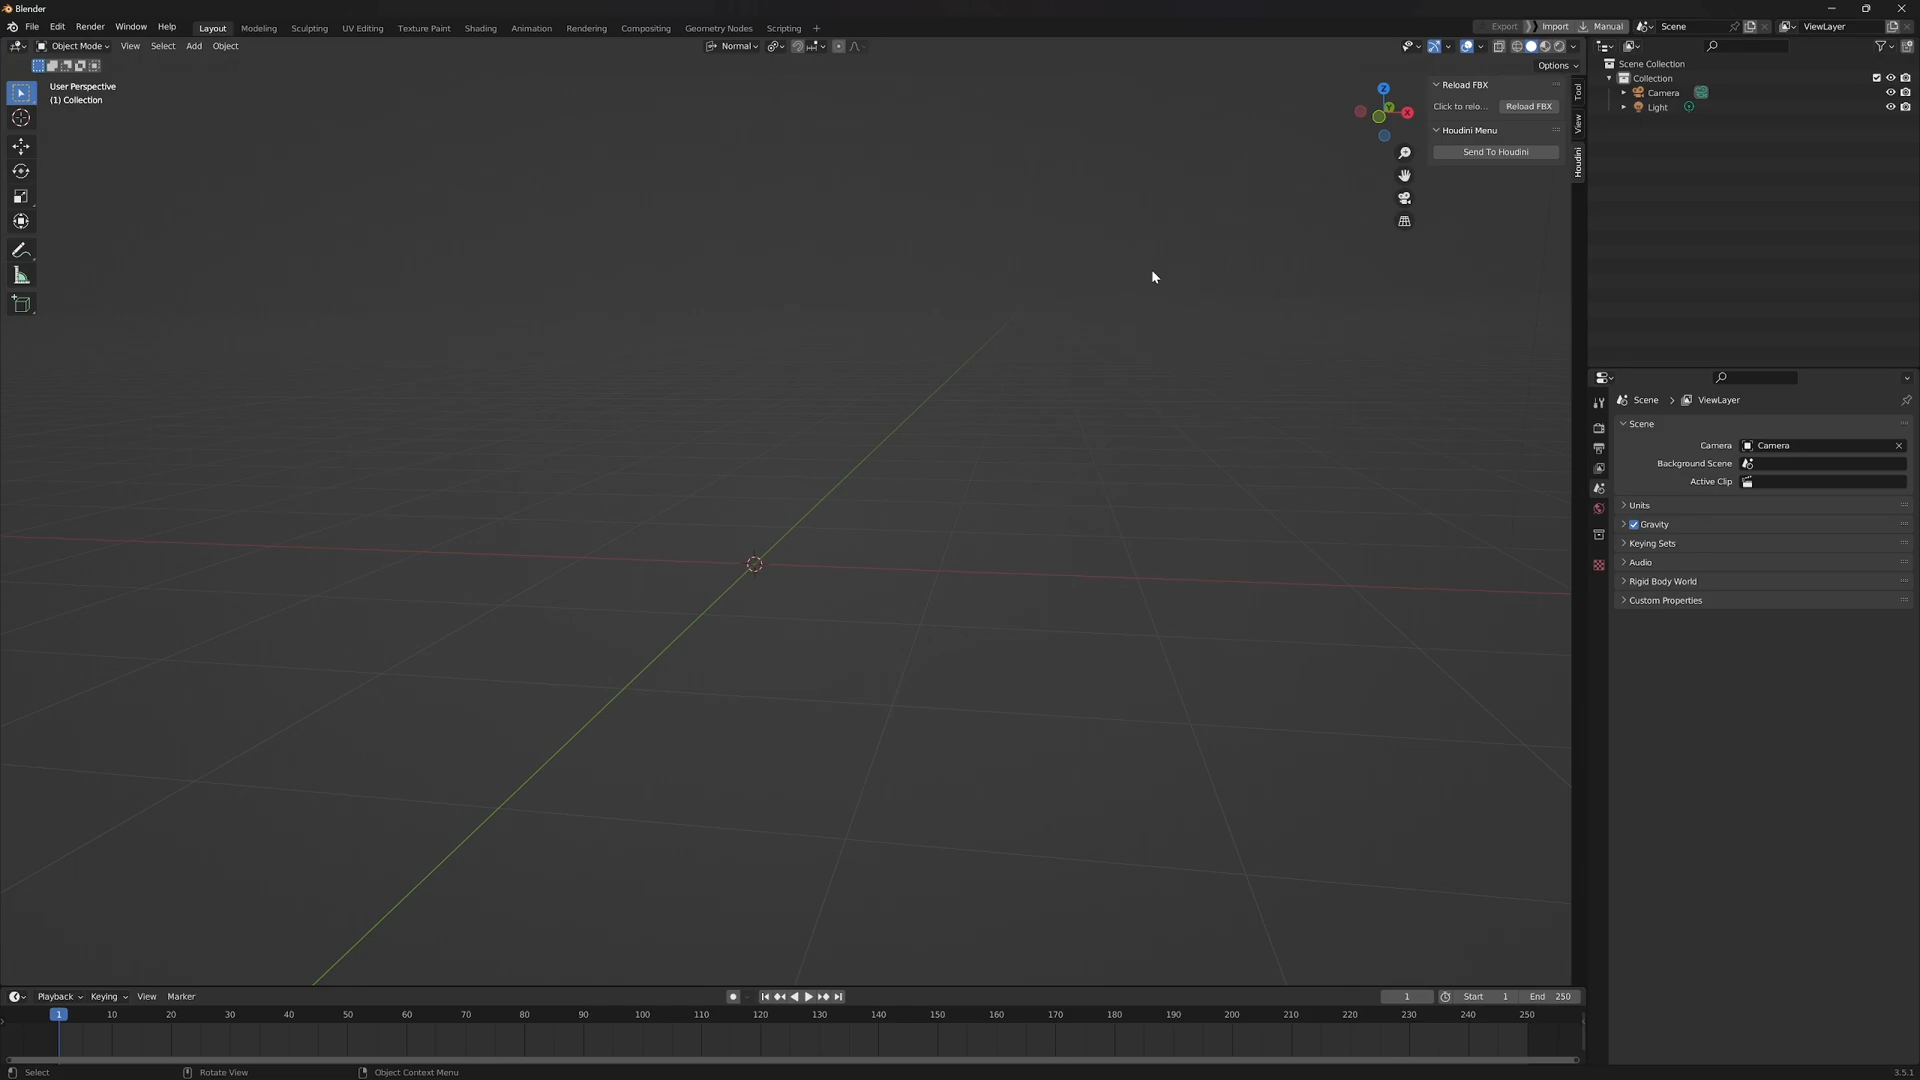 Blender
File Edit Render Window Help Layout Modeling Sculpting UV Editing Texture Paint Shading Animation Rendering Compositing Geometry Nodes Scripting + Export Import Manual Scene ViewLayer
Object Mode View Select Add Object Normal
Options
User Perspective
(1) Collection
Z
Y
X
Reload FBX
Click to relo... Reload FBX
Houdini Menu
Send To Houdini
Tool
View
Houdini
Scene Collection
Collection
Camera
Light
Scene > ViewLayer
Scene
Camera Camera
Background Scene
Active Clip
Units
Gravity
Keying Sets
Audio
Rigid Body World
Custom Properties
Playback Keying View Marker 1 Start 1 End 250
1 10 20 30 40 50 60 70 80 90 100 110 120 130 140 150 160 170 180 190 200 210 220 230 240 250
Select Rotate View Object Context Menu 3.5.1